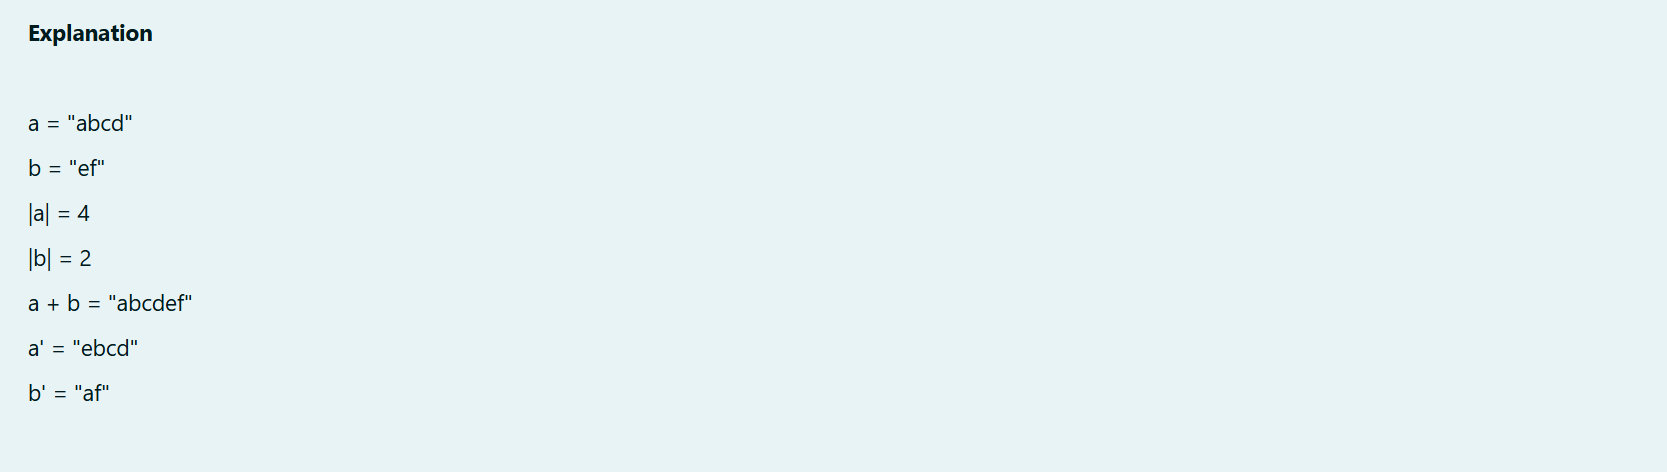 Explanation
a = "abcd"
b = "ef"
|a| = 4
|b| = 2
a + b = "abcdef"
a' = "ebcd"
b' = "af"